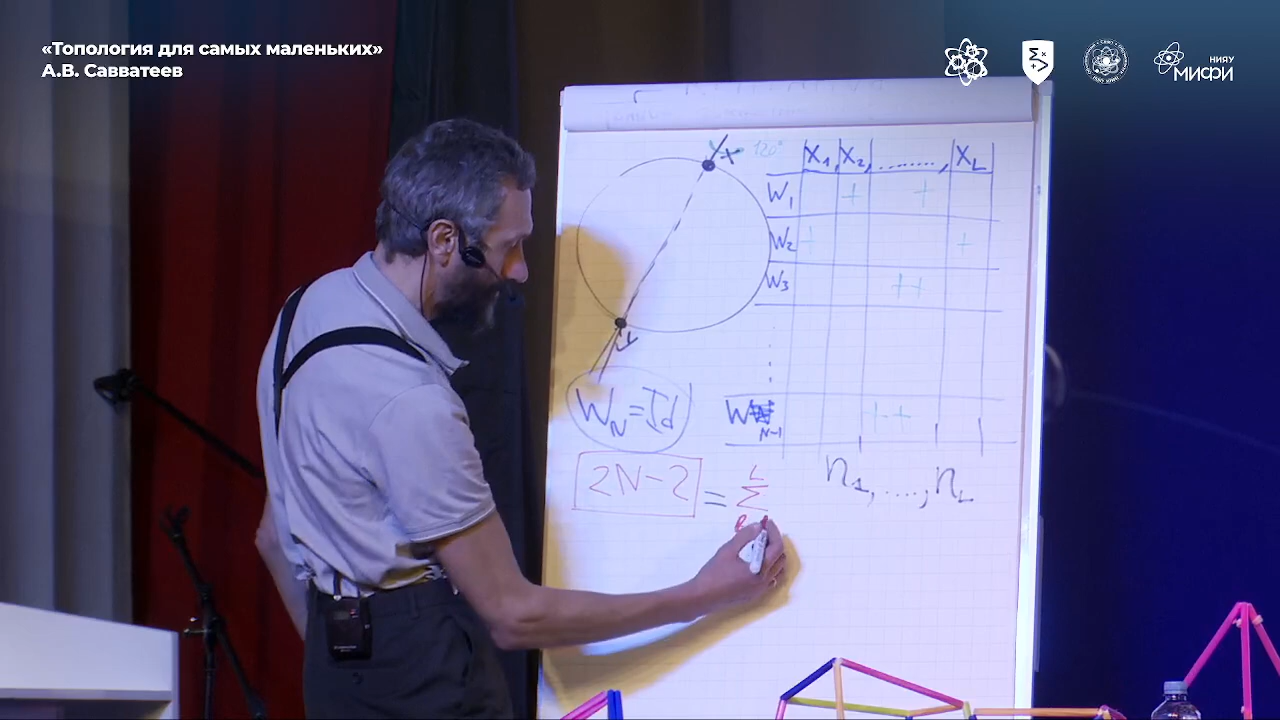 «Топология для самых маленьких»
А.В. Савватеев
НИЯУ
МИФИ
X 120°
X₁, X₂, ........, X_L
W₁ + +
W₂ + +
W₃ + +
W_N-1 + +
W_N = Id
n₁, ...., n_L
2N-2 = Σ L